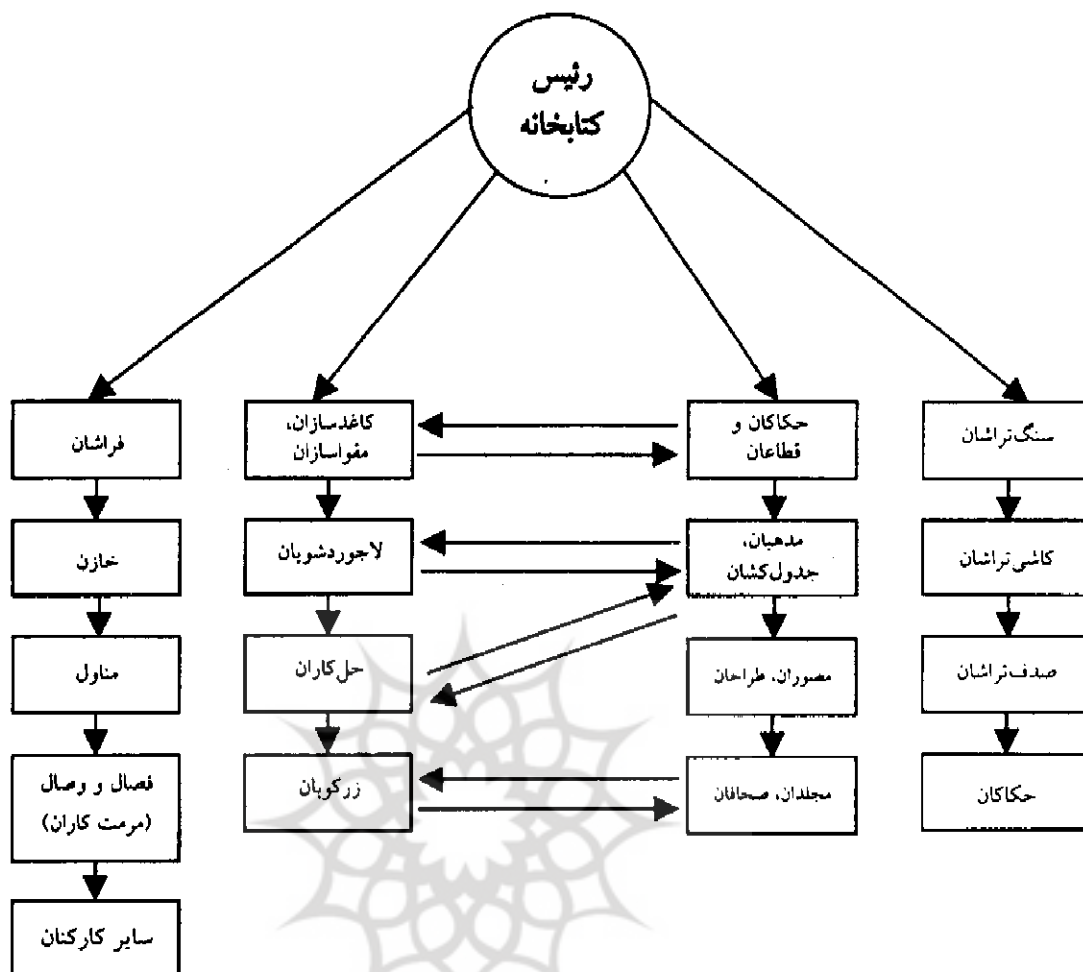 رئیس
کتابخانه
سنگ‌تراشان
کاشی‌تراشان
صدف‌تراشان
حکاکان
حکاکان و
قطاعان
مذهبان،
جدول‌کشان
مصوران، طراحان
مجلدان، صحافان
کاغذسازان،
مقواسازان
لاجوردشویان
حل‌کاران
زرکوبان
فراشان
خازن
مناول
فصال و وصال
(مرمت کاران)
سایر کارکنان